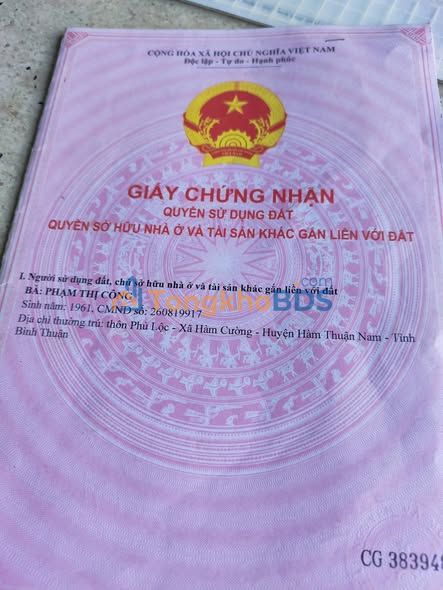 CỘNG HÒA XÃ HỘI CHỦ NGHĨA VIỆT NAM
Độc lập - Tự do - Hạnh phúc
GIẤY CHỨNG NHẬN
QUYỀN SỬ DỤNG ĐẤT
QUYỀN SỞ HỮU NHÀ Ở VÀ TÀI SẢN KHÁC GẮN LIỀN VỚI ĐẤT
I. Người sử dụng đất, chủ sở hữu nhà ở và tài sản khác gắn liền với đất
BÀ: PHẠM THỊ CỘNG
TongkhoBDS.com
Sinh năm: 1961, CMND số: 260819917
Địa chỉ thường trú: thôn Phú Lộc - Xã Hàm Cường - Huyện Hàm Thuận Nam - Tỉnh
Bình Thuận
CG 38394